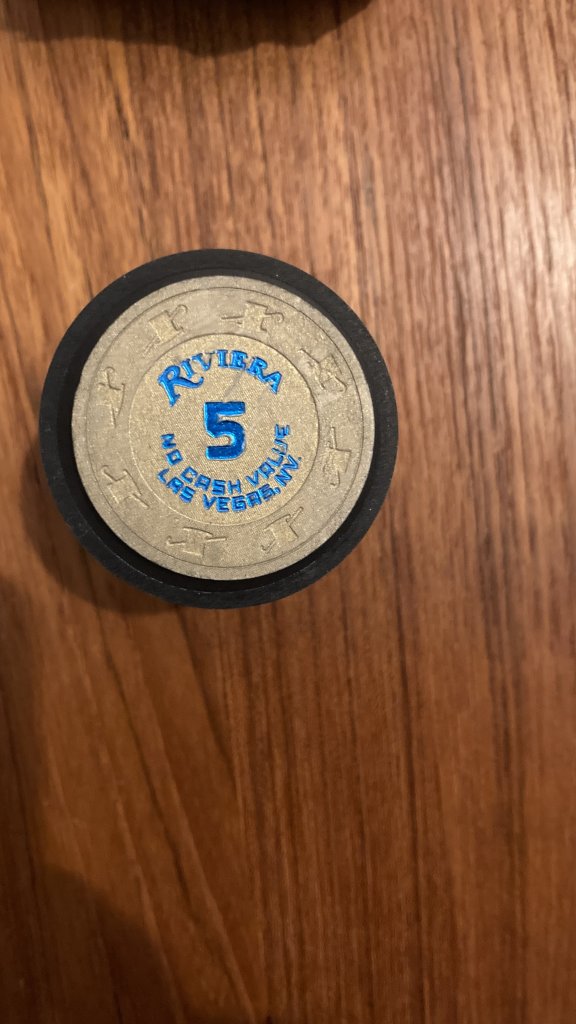 RIVIERA
5
NO CASH VALUE
LAS VEGAS, NV.